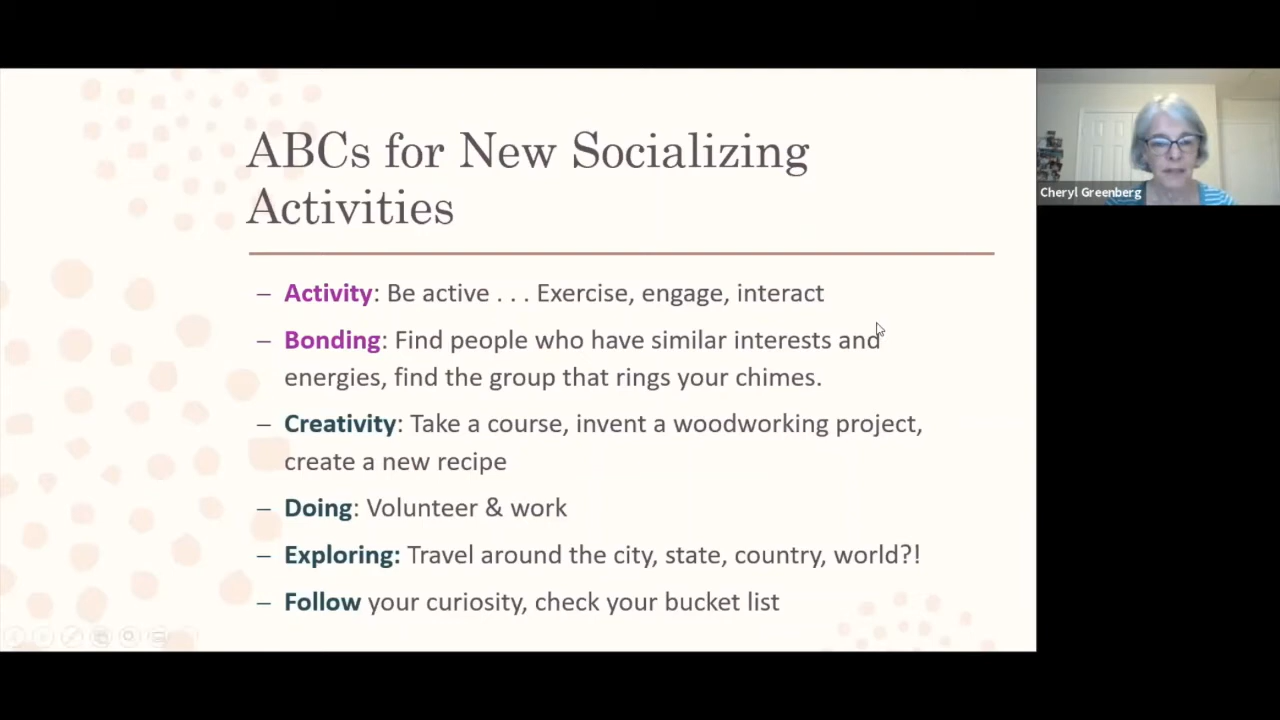 ABCs for New Socializing
Activities
– Activity: Be active . . . Exercise, engage, interact
– Bonding: Find people who have similar interests and
energies, find the group that rings your chimes.
– Creativity: Take a course, invent a woodworking project,
create a new recipe
– Doing: Volunteer & work
– Exploring: Travel around the city, state, country, world?!
– Follow your curiosity, check your bucket list
Cheryl Greenberg